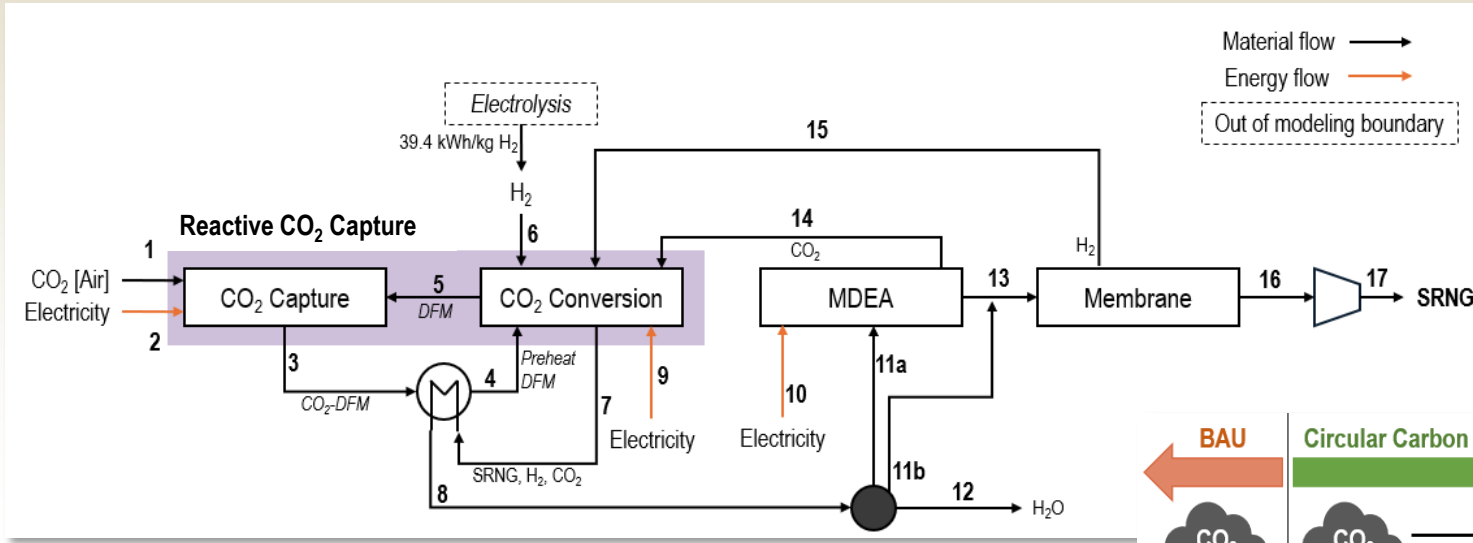 Material flow
Energy flow
Out of modeling boundary
Electrolysis
39.4 kWh/kg H₂
H₂
15
Reactive CO₂ Capture
6
14
CO₂
H₂
1
CO₂ [Air]
Electricity
2
CO₂ Capture
5
DFM
CO₂ Conversion
MDEA
13
Membrane
16
17
SRNG
3
CO₂-DFM
4
Preheat
DFM
7
9
Electricity
10
Electricity
11a
11b
SRNG, H₂, CO₂
8
12
H₂O
BAU
Circular Carbon
CO₂
CO₂